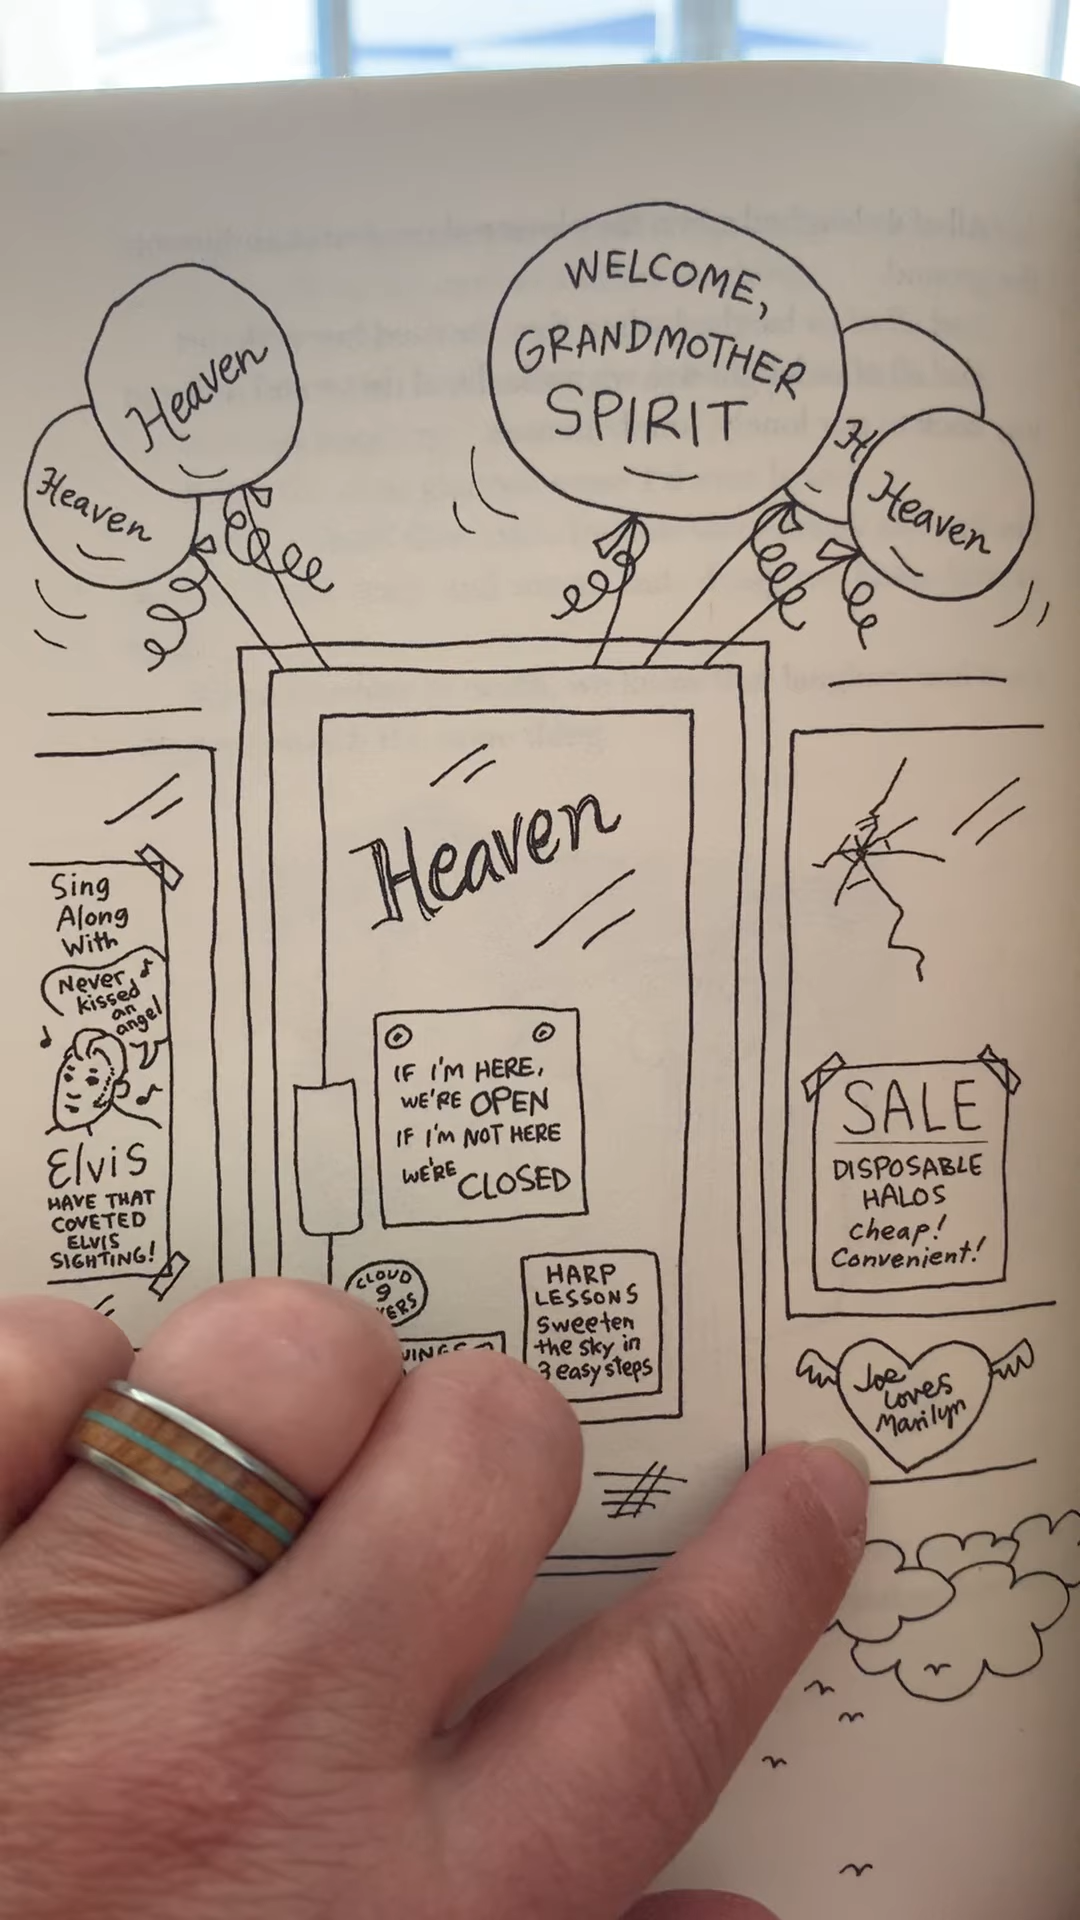 WELCOME,
GRANDMOTHER
SPIRIT
Heaven
Heaven
H
Heaven
Heaven
Sing
Along
With
Never
kissed
an
angel
Elvis
HAVE THAT
COVETED
ELVIS
SIGHTING!
IF I'M HERE,
WE'RE OPEN
IF I'M NOT HERE
WE'RE CLOSED
CLOUD
9
HARP
LESSONS
Sweeten
the sky in
3 easy steps
SALE
DISPOSABLE
HALOS
Cheap!
Convenient!
Joe
Loves
Marilyn